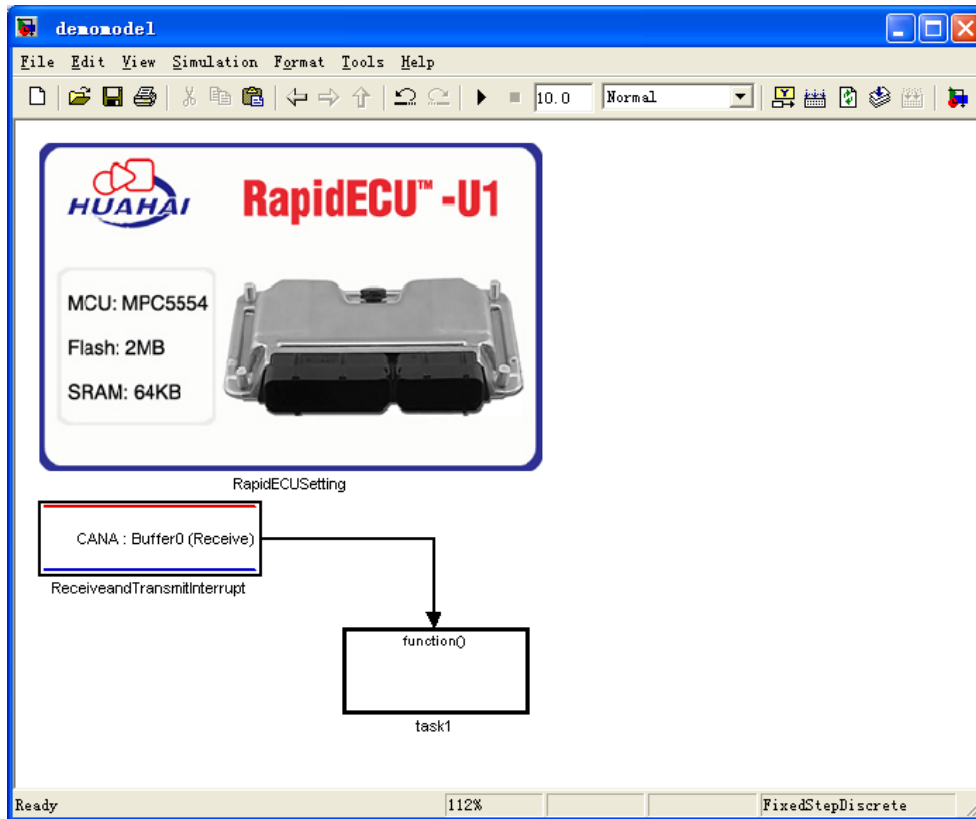 demomodel
File Edit View Simulation Format Tools Help
10.0 Normal
HUAHAI
RapidECU™ -U1
MCU: MPC5554
Flash: 2MB
SRAM: 64KB
RapidECUSetting
CANA : Buffer0 (Receive)
ReceiveandTransmitInterrupt
function()
task1
Ready 112% FixedStepDiscrete